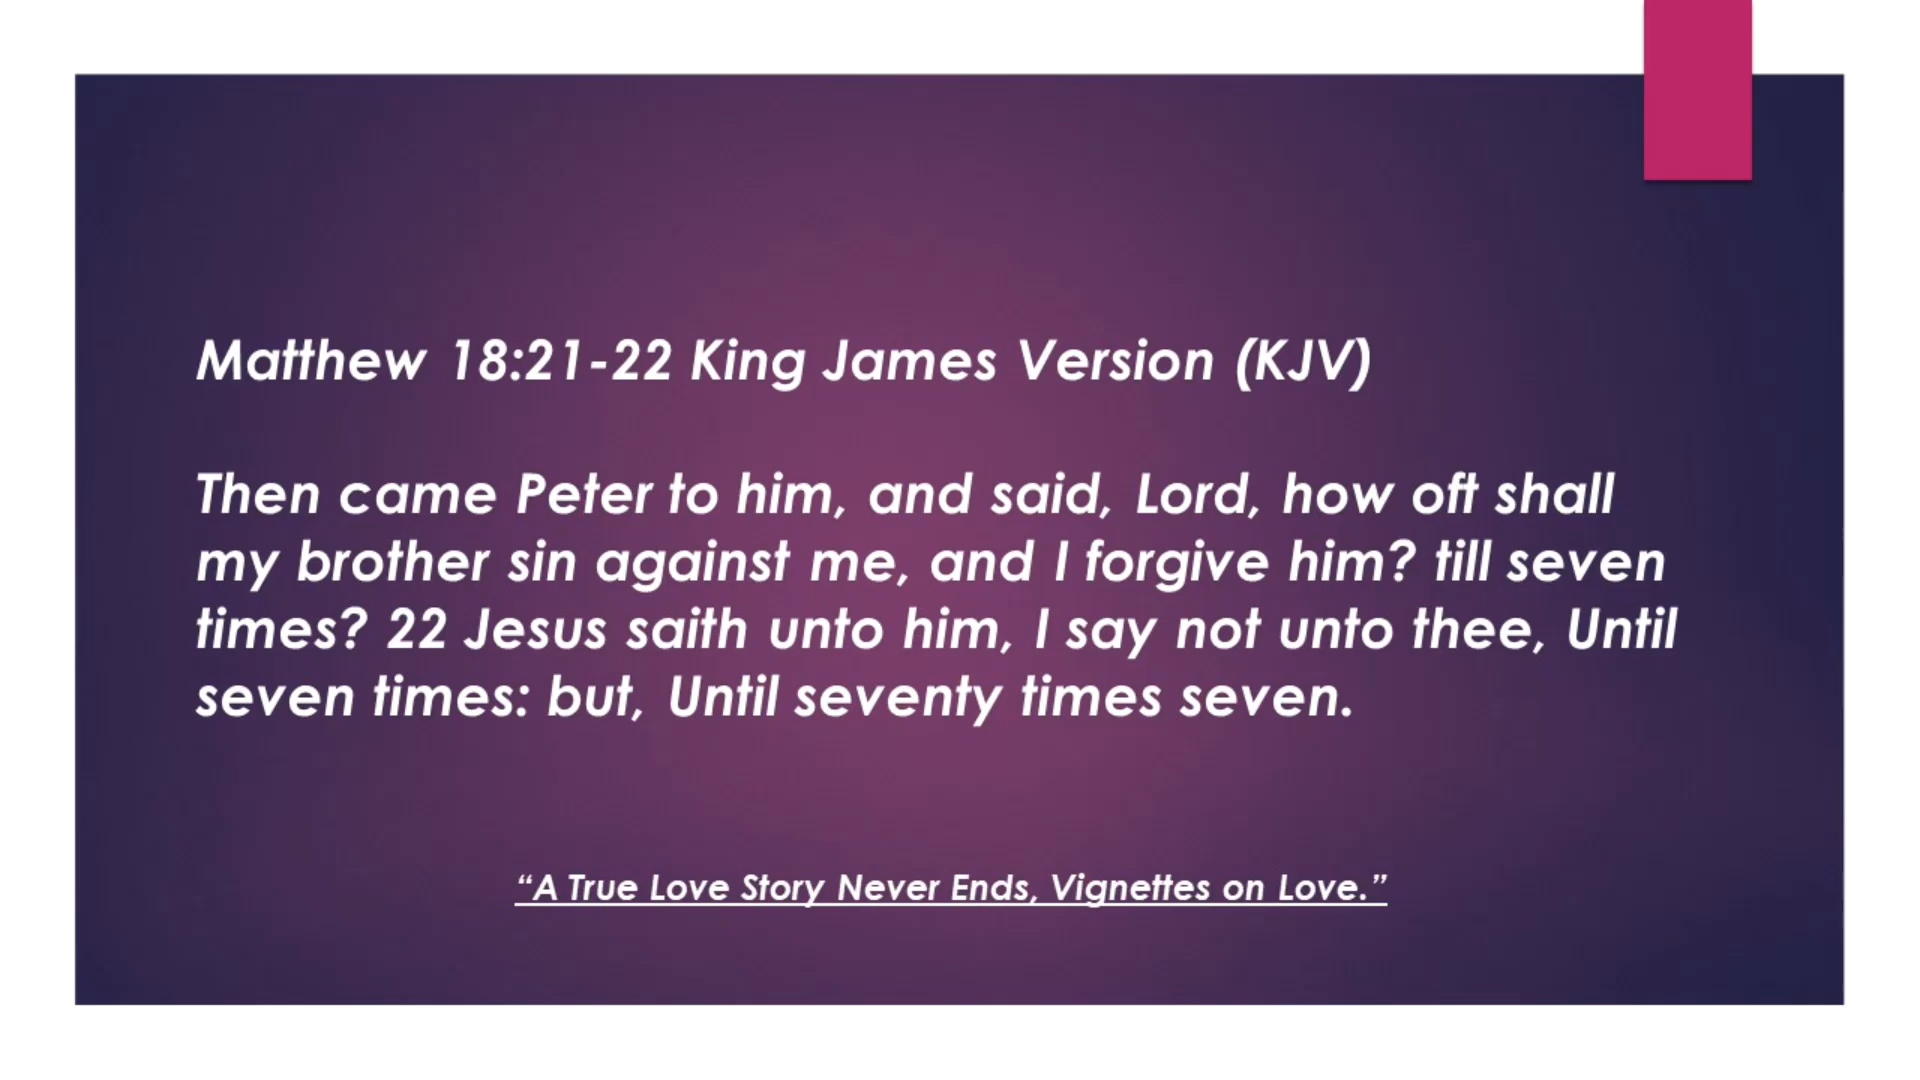 Matthew 18:21-22 King James Version (KJV)
Then came Peter to him, and said, Lord, how oft shall
my brother sin against me, and I forgive him? till seven
times? 22 Jesus saith unto him, I say not unto thee, Until
seven times: but, Until seventy times seven.
“A True Love Story Never Ends, Vignettes on Love.”